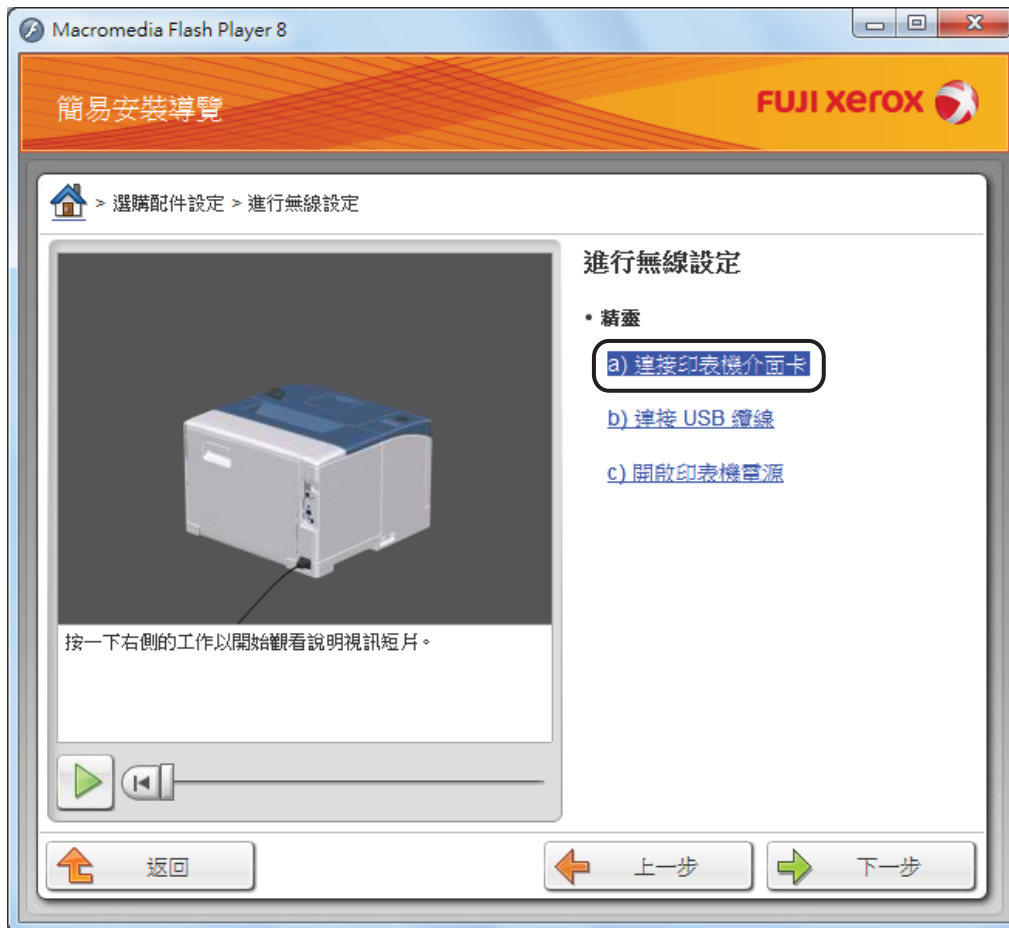 Macromedia Flash Player 8
簡易安裝導覽
FUJI xerox
> 選購配件設定 > 進行無線設定
進行無線設定
• 精靈
a) 連接印表機介面卡
b) 連接 USB 纜線
c) 開啟印表機電源
按一下右側的工作以開始觀看說明視訊短片。
返回
上一步
下一步